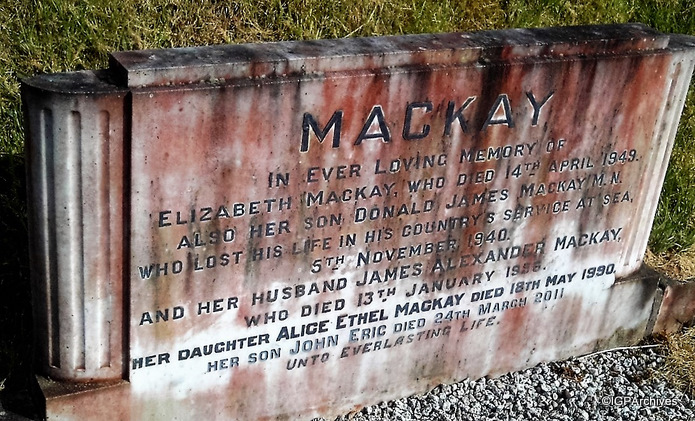 MACKAY
IN EVER LOVING MEMORY OF
ELIZABETH MACKAY, WHO DIED 14TH APRIL 1949.
ALSO HER SON DONALD JAMES MACKAY M.N.
WHO LOST HIS LIFE IN HIS COUNTRY'S SERVICE AT SEA,
5TH NOVEMBER, 1940.
AND HER HUSBAND JAMES ALEXANDER MACKAY,
WHO DIED 13TH JANUARY
HER DAUGHTER ALICE ETHEL MACKAY DIED 18TH MAY 1990.
HER SON JOHN ERIC DIED 24TH MARCH 2011
UNTO EVERLASTING LIFE.
©IGPArchives